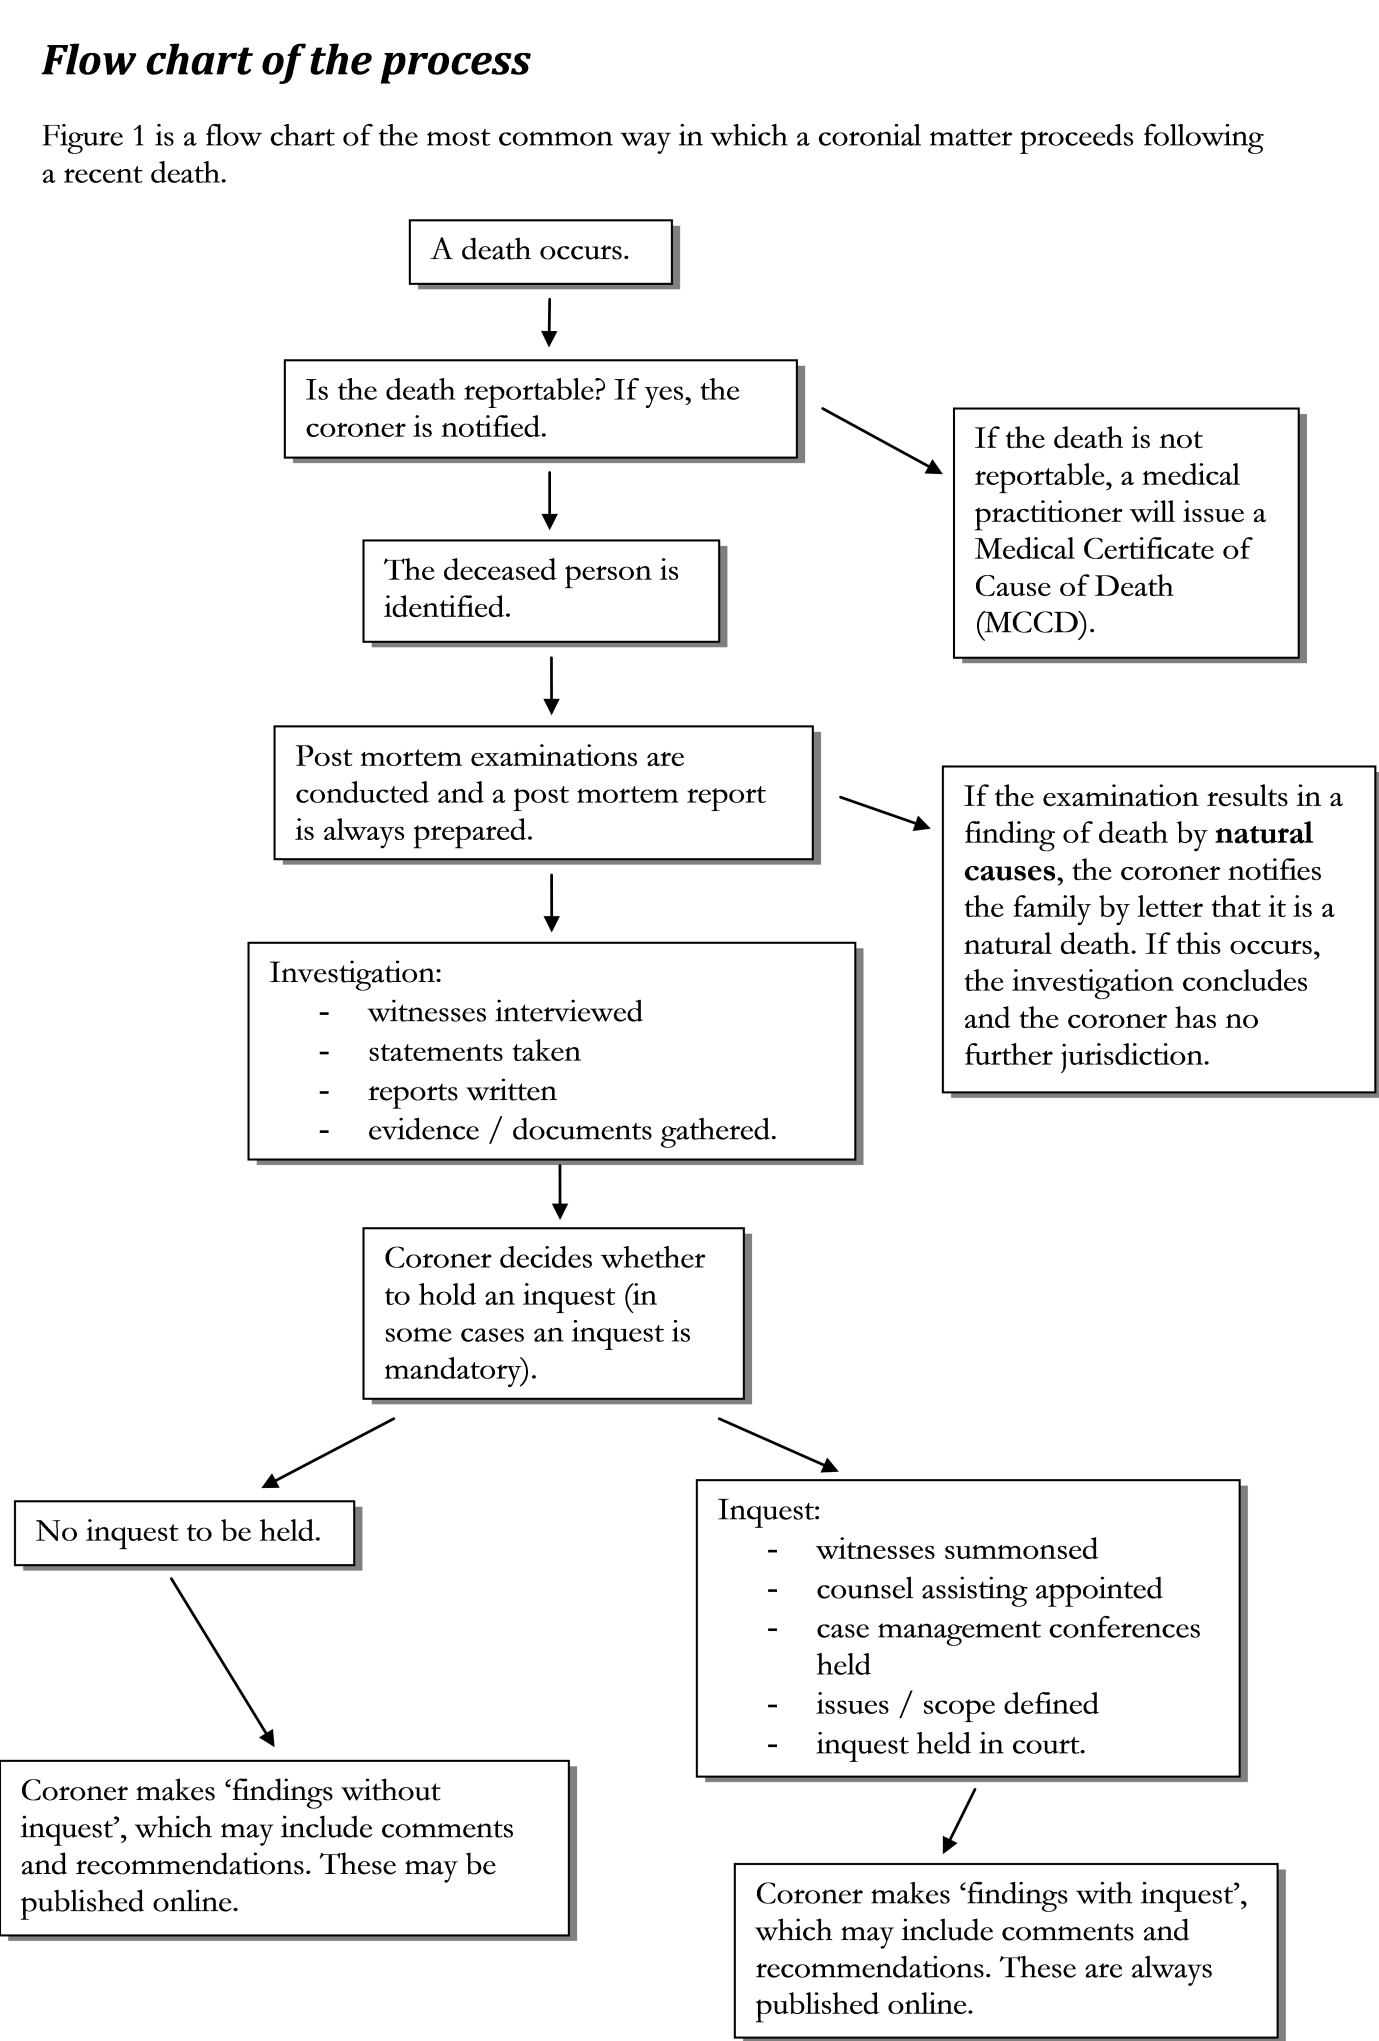 Flow chart of the process
Figure 1 is a flow chart of the most common way in which a coronial matter proceeds following
a recent death.
A death occurs.
Is the death reportable? If yes, the
coroner is notified.
If the death is not
reportable, a medical
practitioner will issue a
Medical Certificate of
Cause of Death
(MCCD).
The deceased person is
identified.
Post mortem examinations are
conducted and a post mortem report
is always prepared.
If the examination results in a
finding of death by natural
causes, the coroner notifies
the family by letter that it is a
natural death. If this occurs,
the investigation concludes
and the coroner has no
further jurisdiction.
Investigation:
- witnesses interviewed
- statements taken
- reports written
- evidence / documents gathered.
Coroner decides whether
to hold an inquest (in
some cases an inquest is
mandatory).
No inquest to be held.
Inquest:
- witnesses summonsed
- counsel assisting appointed
- case management conferences
held
- issues / scope defined
- inquest held in court.
Coroner makes ‘findings without
inquest’, which may include comments
and recommendations. These may be
published online.
Coroner makes ‘findings with inquest’,
which may include comments and
recommendations. These are always
published online.